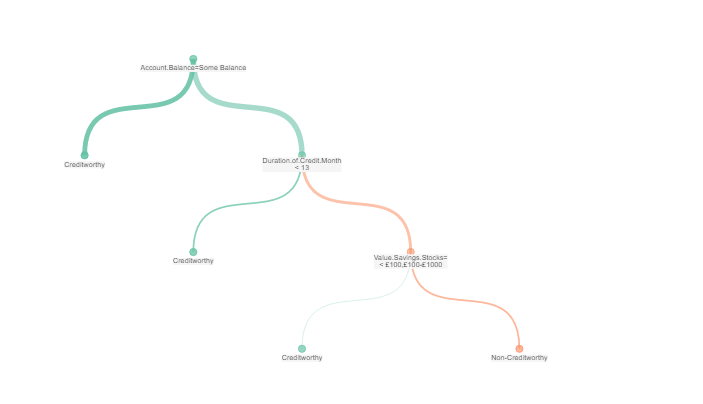 Account.Balance=Some Balance
Creditworthy
Duration.of.Credit.Month
< 13
Creditworthy
Value.Savings.Stocks=
< £100,£100-£1000
Creditworthy
Non-Creditworthy